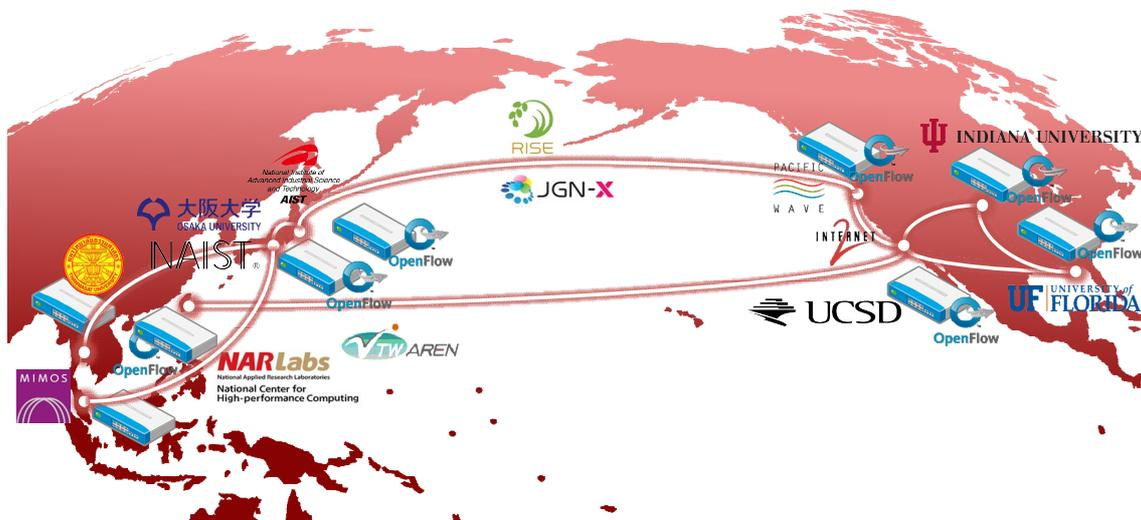 RISE
JGN-X
National Institute of
Advanced Industrial Science
and Technology
AIST
大阪大学
OSAKA UNIVERSITY
NAIST®
OpenFlow
OpenFlow
OpenFlow
MIMOS
NARLabs
National Applied Research Laboratories
National Center for
High-performance Computing
TWAREN
PACIFIC
WAVE
OpenFlow
INDIANA UNIVERSITY
OpenFlow
OpenFlow
INTERNET
2
UCSD
OpenFlow
UF UNIVERSITY of
FLORIDA